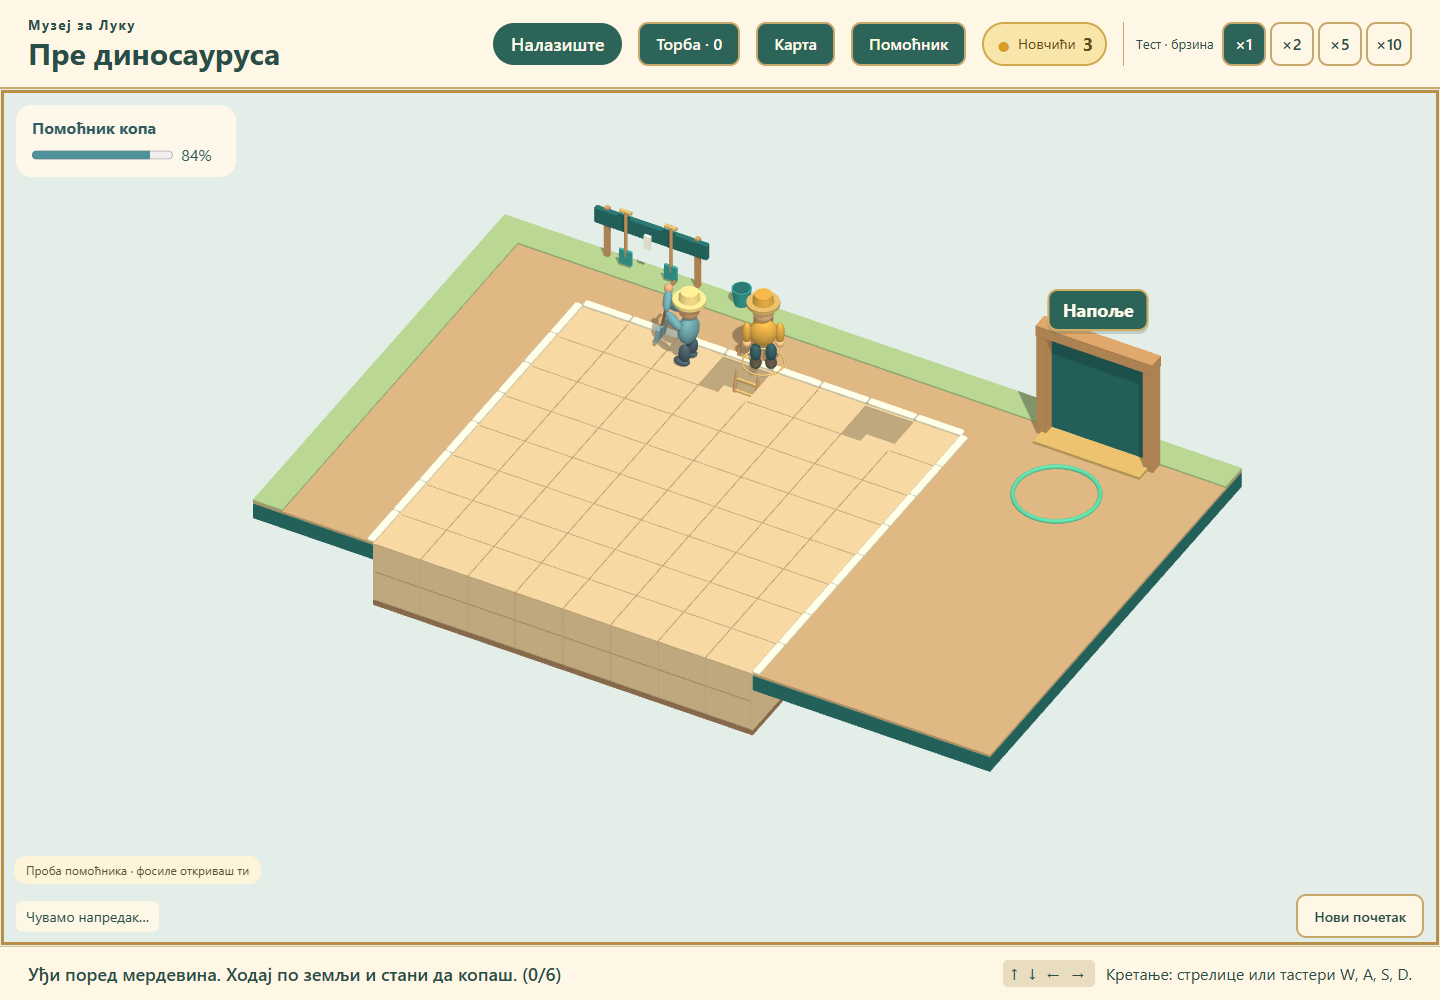 Музеј за Луку
Пре диносауруса
Налазиште
Торба · 0
Карта
Помоћник
Новчићи 3
Тест · брзина
×1
×2
×5
×10
Помоћник копа
84%
Напоље
Проба помоћника · фосиле откриваш ти
Чувамо напредак...
Нови почетак
Уђи поред мердевина. Ходај по земљи и стани да копаш. (0/6)
↑ ↓ ← → Кретање: стрелице или тастери W, A, S, D.